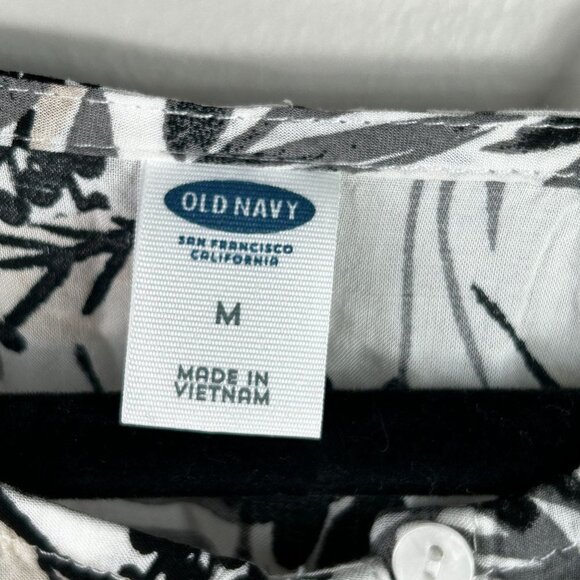 OLD NAVY
SAN FRANCISCO
CALIFORNIA
M
MADE IN
VIETNAM